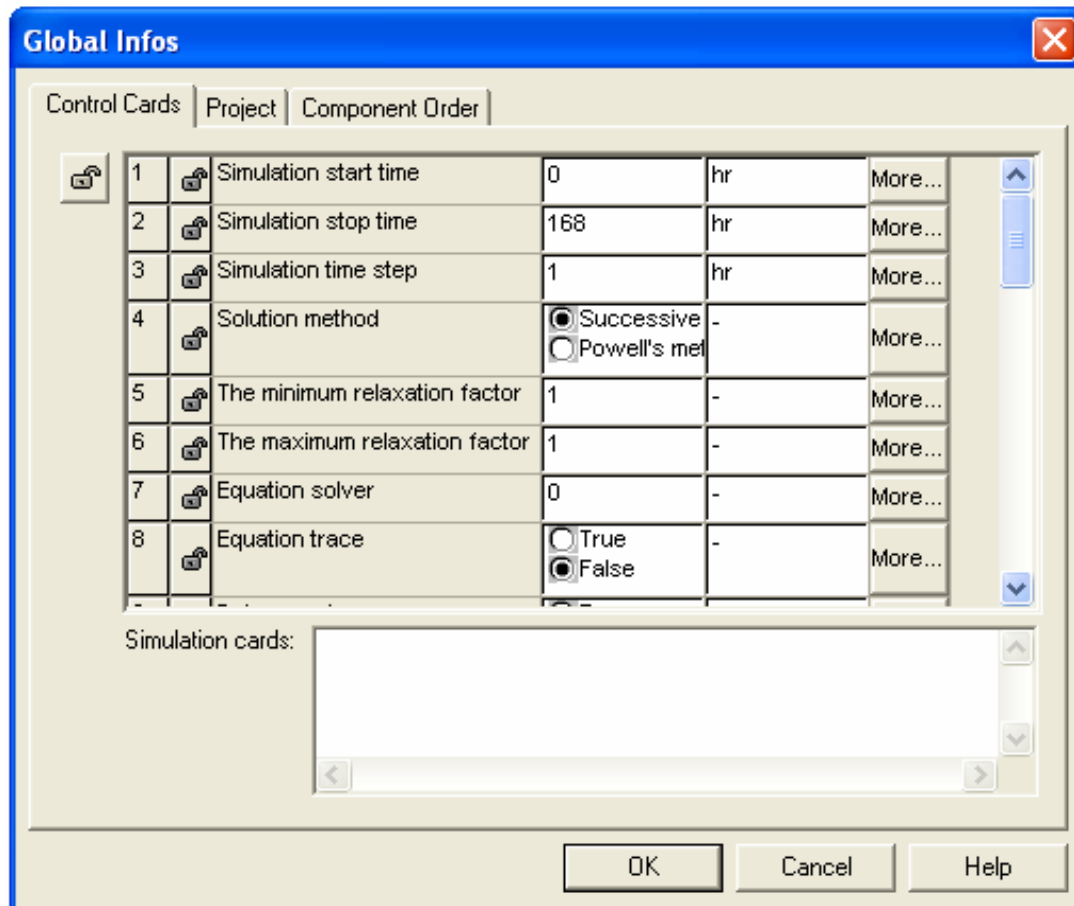 Global Infos
Control Cards Project Component Order
1 Simulation start time 0 hr More...
2 Simulation stop time 168 hr More...
3 Simulation time step 1 hr More...
4 Solution method Successive - More...
Powell's met
5 The minimum relaxation factor 1 - More...
6 The maximum relaxation factor 1 - More...
7 Equation solver 0 - More...
8 Equation trace True - More...
False
Simulation cards:
OK Cancel Help